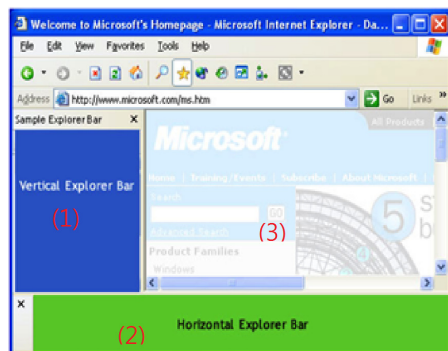 Welcome to Microsoft's Homepage - Microsoft Internet Explorer - Da...
File Edit View Favorites Tools Help
Address http://www.microsoft.com/ms.htm Go Links »
Sample Explorer Bar X
All Products
Microsoft
Vertical Explorer Bar
Home | Training/Events | Subscribe | About Microsoft |
(1)
Search
GO
(3)
Advanced Search
5
Product Families
Windows
X
Horizontal Explorer Bar
(2)